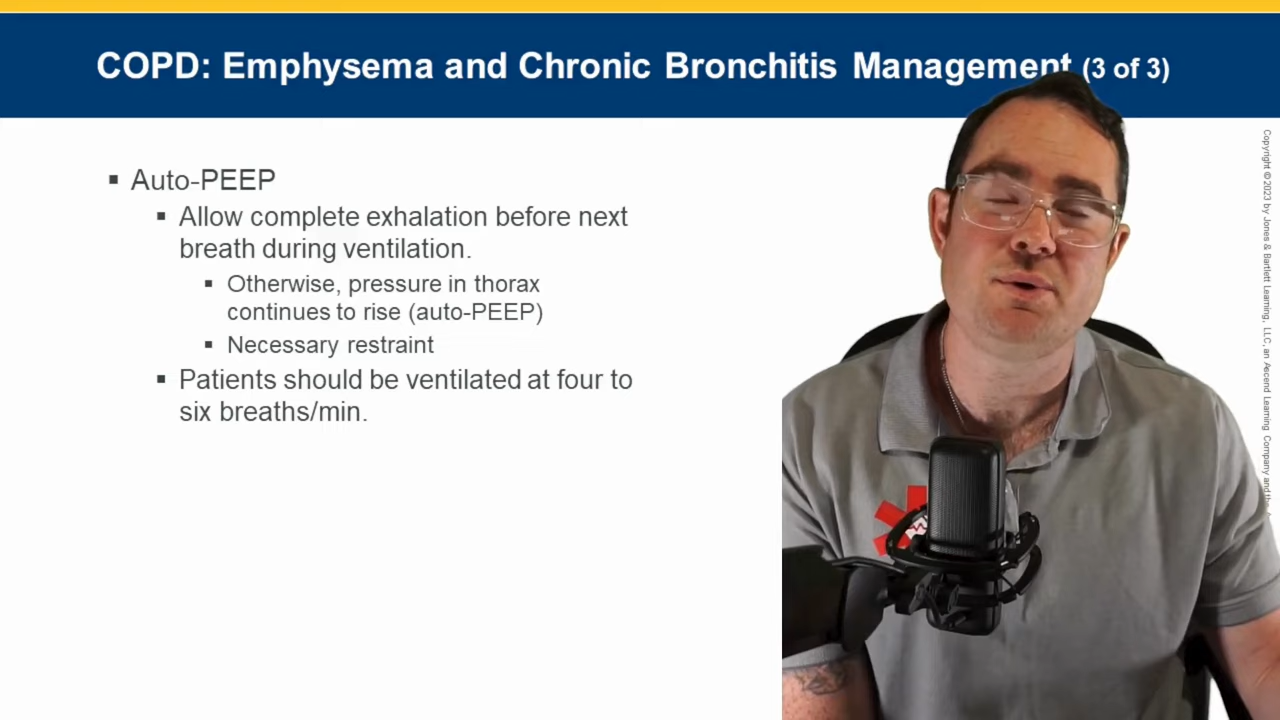 COPD: Emphysema and Chronic Bronchitis Management (3 of 3)
▪ Auto-PEEP
▪ Allow complete exhalation before next
breath during ventilation.
▪ Otherwise, pressure in thorax
continues to rise (auto-PEEP)
▪ Necessary restraint
▪ Patients should be ventilated at four to
six breaths/min.
Copyright ©2023 by Jones & Bartlett Learning, LLC, an Ascend Learning Company and